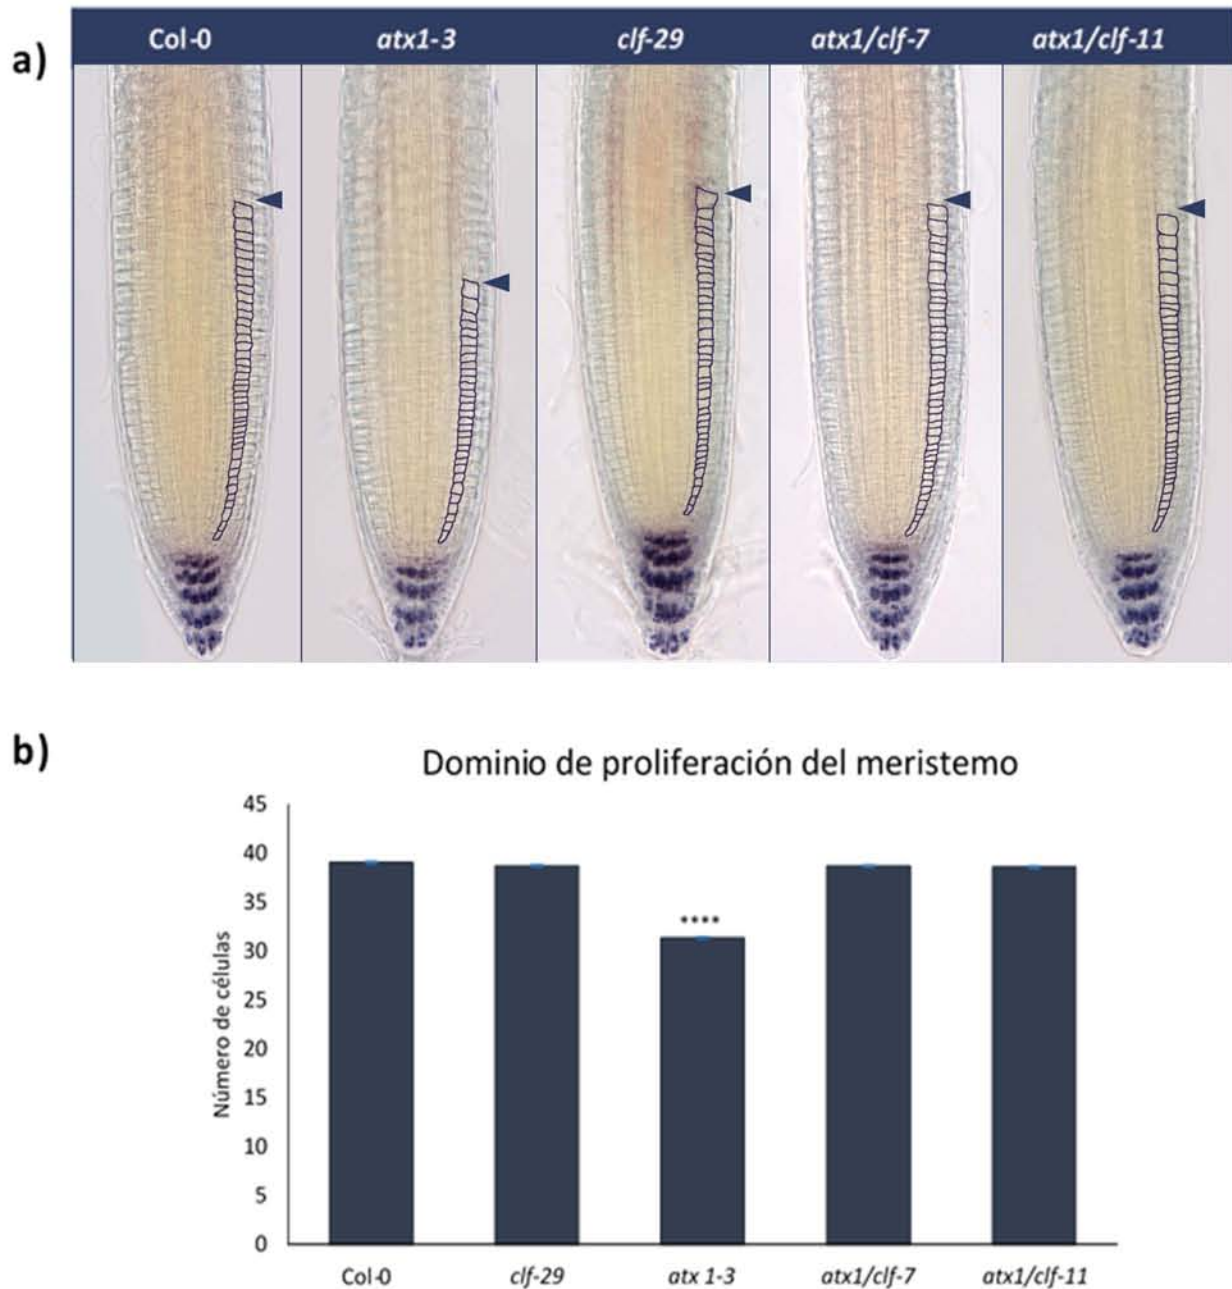 a)
Col-0 atx1-3 clf-29 atx1/clf-7 atx1/clf-11
b)
Dominio de proliferación del meristemo
Número de células
45
40
35
30
25
20
15
10
5
0
****
Col-0 clf-29 atx 1-3 atx1/clf-7 atx1/clf-11